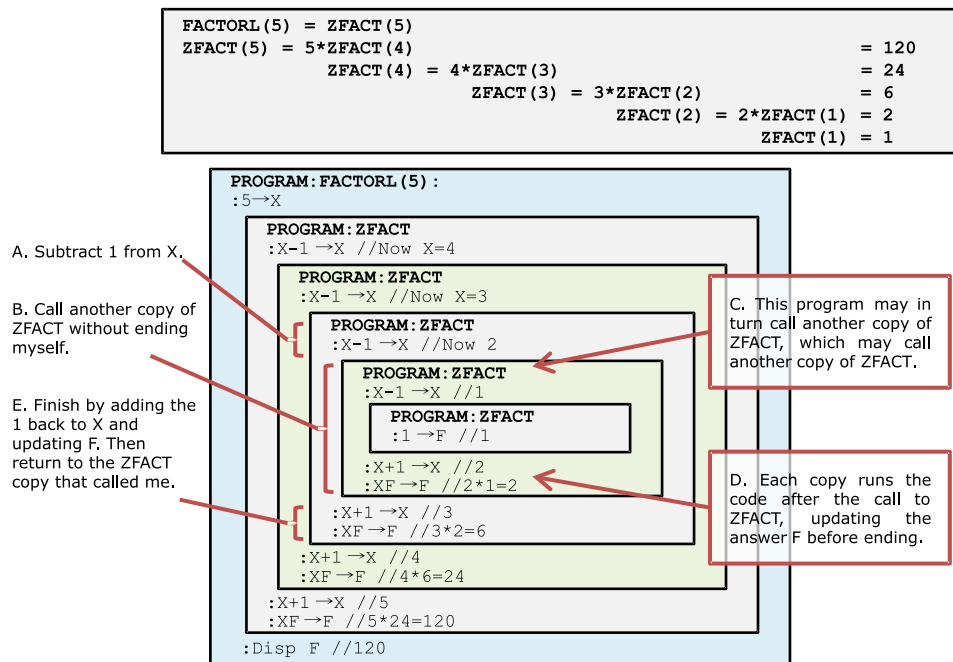 FACTORL(5) = ZFACT(5)
ZFACT(5) = 5*ZFACT(4) = 120
ZFACT(4) = 4*ZFACT(3) = 24
ZFACT(3) = 3*ZFACT(2) = 6
ZFACT(2) = 2*ZFACT(1) = 2
ZFACT(1) = 1
PROGRAM:FACTORL(5):
:5→X
PROGRAM:ZFACT
:X-1→X //Now X=4
PROGRAM:ZFACT
:X-1→X //Now X=3
PROGRAM:ZFACT
:X-1→X //Now 2
PROGRAM:ZFACT
:X-1→X //1
PROGRAM:ZFACT
:1→F //1
:X+1→X //2
:XF→F //2*1=2
:X+1→X //3
:XF→F //3*2=6
:X+1→X //4
:XF→F //4*6=24
:X+1→X //5
:XF→F //5*24=120
:Disp F //120
A. Subtract 1 from X.
B. Call another copy of
ZFACT without ending
myself.
E. Finish by adding the
1 back to X and
updating F. Then
return to the ZFACT
copy that called me.
C. This program may in
turn call another copy of
ZFACT, which may call
another copy of ZFACT.
D. Each copy runs the
code after the call to
ZFACT, updating the
answer F before ending.